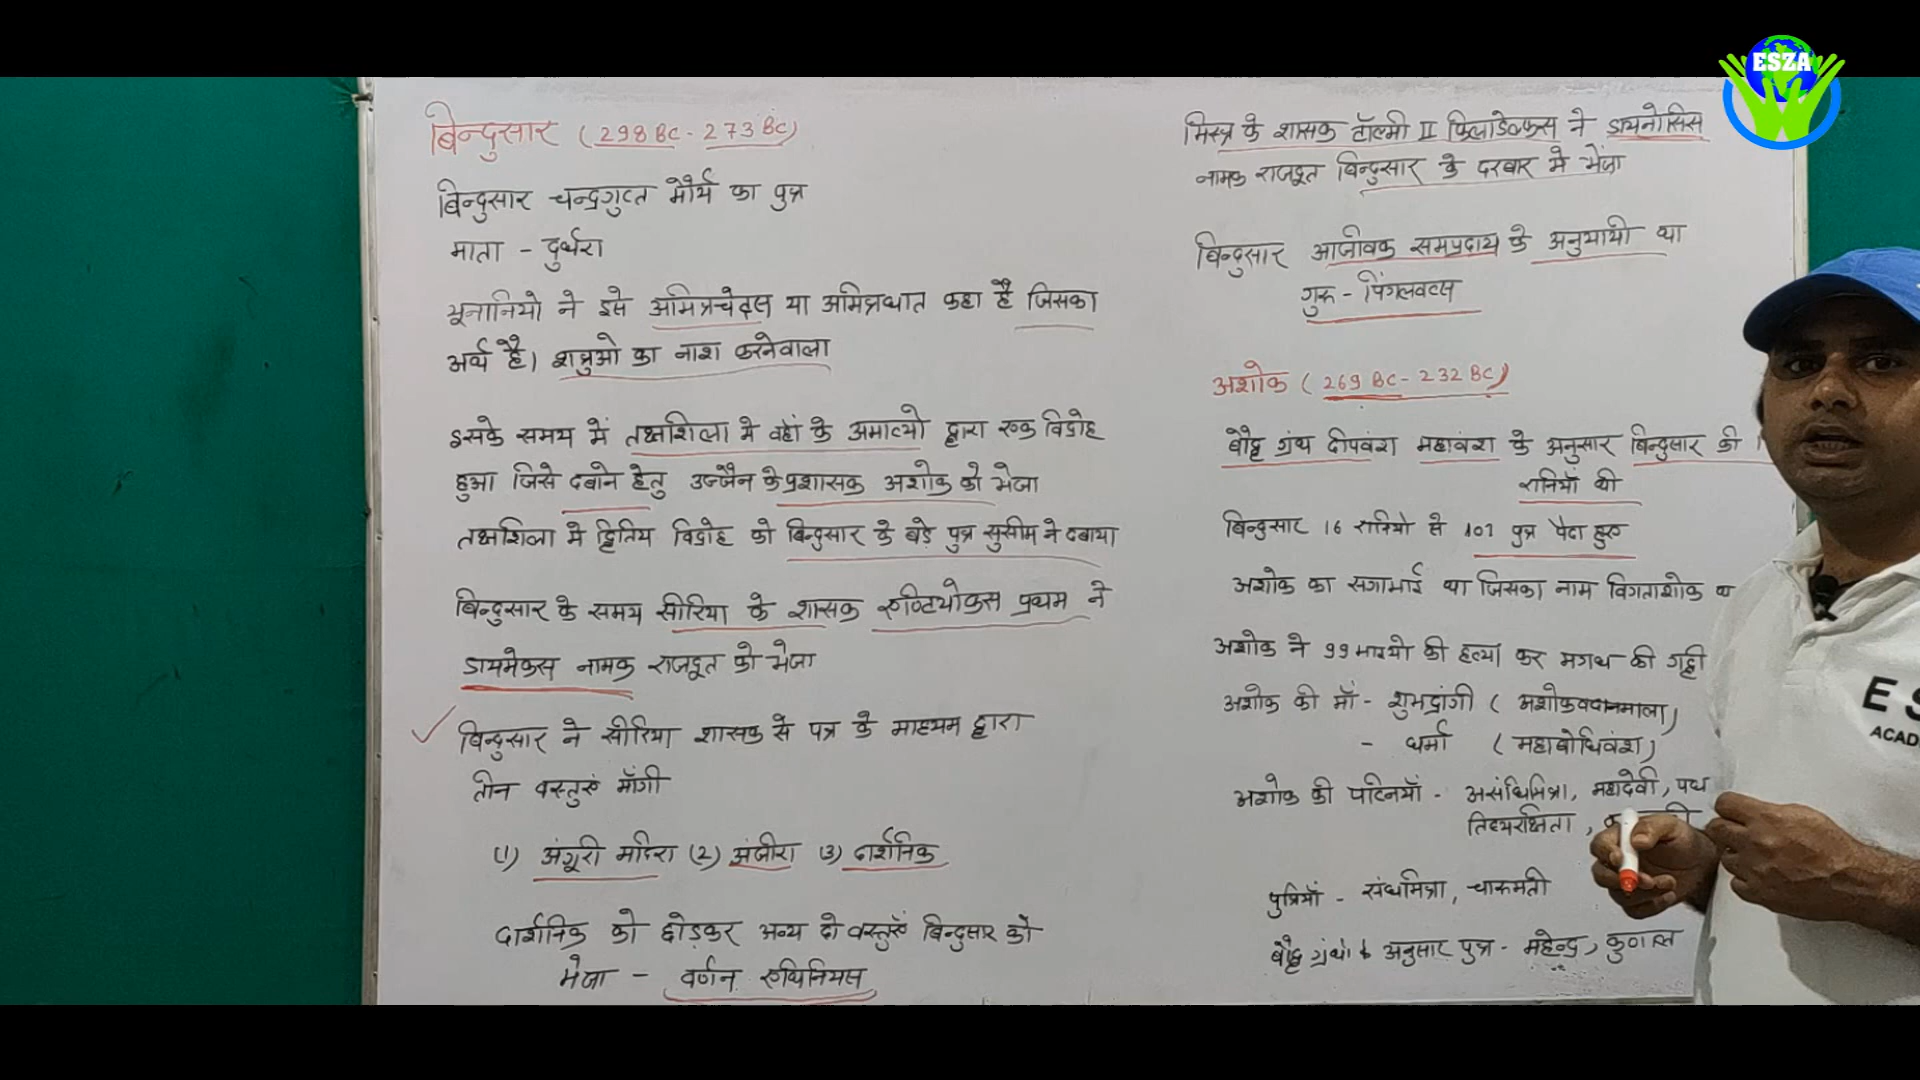 बिन्दुसार (298 BC - 273 BC)
बिन्दुसार चन्द्रगुप्त मौर्य का पुत्र
माता - दुर्धरा
यूनानियो ने इसे अमित्रचेट्स या अमित्रघात कहा है जिसका
अर्थ है। शत्रुओ का नाश करनेवाला
इसके समय में तक्षशिला मे वहां के अमात्यो द्वारा एक विद्रोह
हुआ जिसे दबाने हेतु उज्जैन के प्रशासक अशोक को भेजा
तक्षशिला मे द्वितिय विद्रोह को बिन्दुसार के बड़े पुत्र सुसीम ने दबाया
बिन्दुसार के समय सीरिया के शासक एण्टियोकस प्रथम ने
डायमेकस नामक राजदूत को भेजा
बिन्दुसार ने सीरिया शासक से पत्र के माध्यम द्वारा
तीन वस्तुएं माँगी
(1) अंगूरी मदिरा (2) अंजीरा (3) दार्शनिक
दार्शनिक को छोड़कर अन्य दो वस्तुएं बिन्दुसार को
भेजा - वर्णन एथिनियस
मिस्त्र के शासक टॉल्मी II फिलाडेल्फस ने डायनोसिस
नामक राजदूत बिन्दुसार के दरबार मे भेजा
बिन्दुसार आजीवक समप्रदाय के अनुयायी था
गुरु - पिंगलवत्स
अशोक (269 BC - 232 BC)
बौद्ध ग्रंथ दीपवंश महावंश के अनुसार बिन्दुसार की
रानियाँ थी
बिन्दुसार 16 रानियो से 101 पुत्र पैदा हुए
अशोक का सगाभाई था जिसका नाम विगताशोक
अशोक ने 99 भाइयो की हत्या कर मगध की गद्दी
अशोक की माँ - शुभद्रांगी (अशोकवदानमाला)
- धर्मा (महाबोधिवंश)
अशोक की पत्नियाँ - असंधिमित्रा, महादेवी,
तिष्यरक्षिता,
पुत्रियाँ - संघमित्रा, चारुमती
बौद्ध ग्रंथो के अनुसार पुत्र - महेन्द्र, कुणाल
ESZA